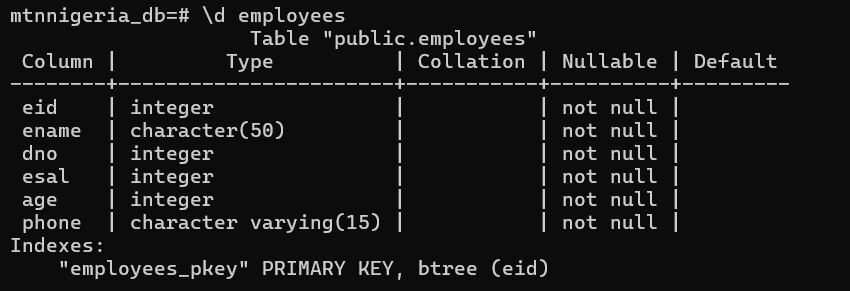 mtnnigeria_db=# \d employees
                    Table "public.employees"
 Column |         Type          | Collation | Nullable | Default
--------+-----------------------+-----------+----------+---------
 eid    | integer               |           | not null |
 ename  | character(50)         |           | not null |
 dno    | integer               |           | not null |
 esal   | integer               |           | not null |
 age    | integer               |           | not null |
 phone  | character varying(15) |           | not null |
Indexes:
    "employees_pkey" PRIMARY KEY, btree (eid)